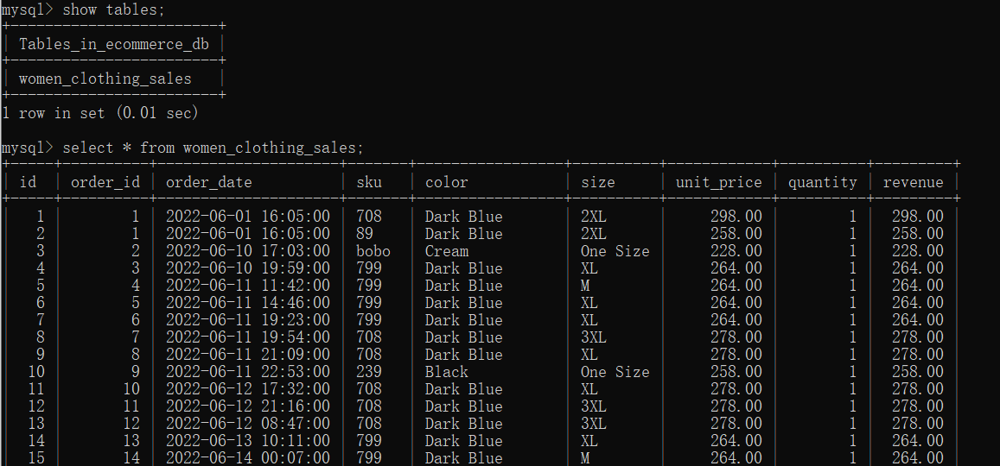 mysql> show tables;
+------------------------+
| Tables_in_ecommerce_db |
+------------------------+
| women_clothing_sales   |
+------------------------+
1 row in set (0.01 sec)
mysql> select * from women_clothing_sales;
+-----+----------+---------------------+-------+-----------------+----------+------------+----------+---------+
| id | order_id | order_date | sku | color | size | unit_price | quantity | revenue |
+-----+----------+---------------------+-------+-----------------+----------+------------+----------+---------+
| 1 | 1 | 2022-06-01 16:05:00 | 708 | Dark Blue | 2XL | 298.00 | 1 | 298.00 |
| 2 | 1 | 2022-06-01 16:05:00 | 89 | Dark Blue | 2XL | 258.00 | 1 | 258.00 |
| 3 | 2 | 2022-06-10 17:03:00 | bobo | Cream | One Size | 228.00 | 1 | 228.00 |
| 4 | 3 | 2022-06-10 19:59:00 | 799 | Dark Blue | XL | 264.00 | 1 | 264.00 |
| 5 | 4 | 2022-06-11 11:42:00 | 799 | Dark Blue | M | 264.00 | 1 | 264.00 |
| 6 | 5 | 2022-06-11 14:46:00 | 799 | Dark Blue | XL | 264.00 | 1 | 264.00 |
| 7 | 6 | 2022-06-11 19:23:00 | 799 | Dark Blue | XL | 264.00 | 1 | 264.00 |
| 8 | 7 | 2022-06-11 19:54:00 | 708 | Dark Blue | 3XL | 278.00 | 1 | 278.00 |
| 9 | 8 | 2022-06-11 21:09:00 | 708 | Dark Blue | XL | 278.00 | 1 | 278.00 |
| 10 | 9 | 2022-06-11 22:53:00 | 239 | Black | One Size | 258.00 | 1 | 258.00 |
| 11 | 10 | 2022-06-12 17:32:00 | 708 | Dark Blue | XL | 278.00 | 1 | 278.00 |
| 12 | 11 | 2022-06-12 21:16:00 | 708 | Dark Blue | 3XL | 278.00 | 1 | 278.00 |
| 13 | 12 | 2022-06-12 08:47:00 | 708 | Dark Blue | 3XL | 278.00 | 1 | 278.00 |
| 14 | 13 | 2022-06-13 10:11:00 | 799 | Dark Blue | XL | 264.00 | 1 | 264.00 |
| 15 | 14 | 2022-06-14 00:07:00 | 799 | Dark Blue | M | 264.00 | 1 | 264.00 |